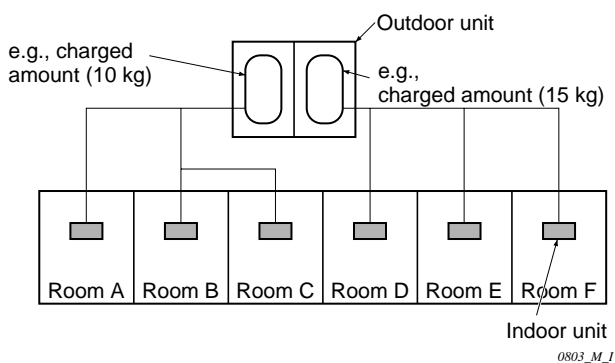 Outdoor unit
e.g., charged
amount (10 kg)
e.g.,
charged amount (15 kg)
Room A
Room B
Room C
Room D
Room E
Room F
Indoor unit
0803_M_I